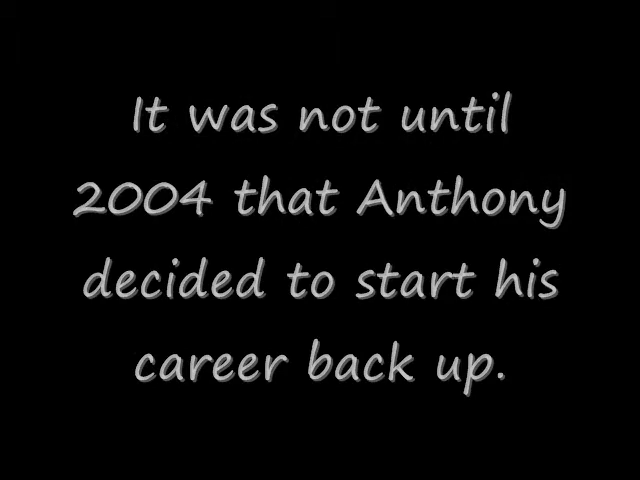 It was not until
2004 that Anthony
decided to start his
career back up.